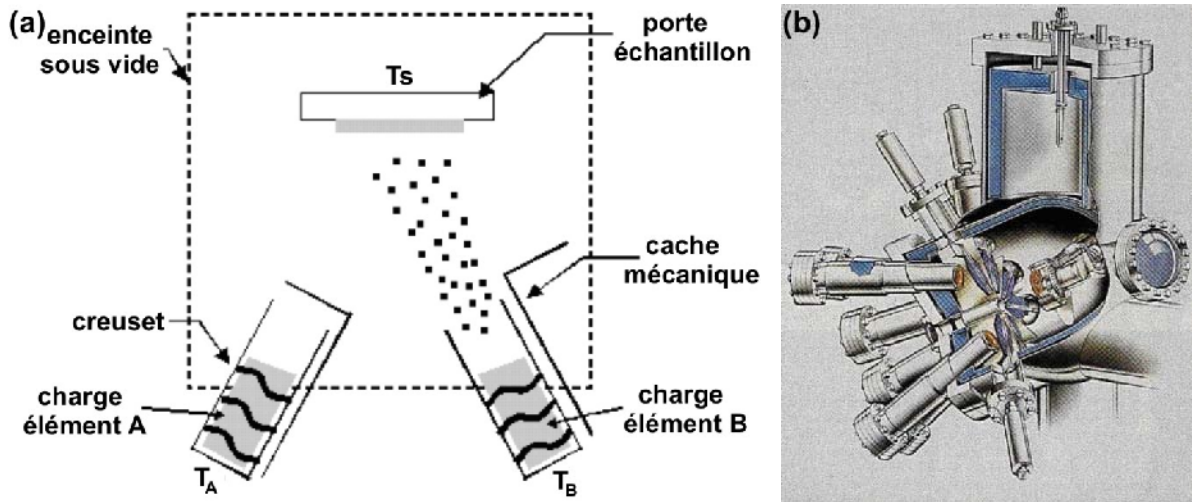 (a)
enceinte
sous vide
porte
échantillon
Ts
cache
mécanique
creuset
charge
élément A
charge
élément B
TA
TB
(b)